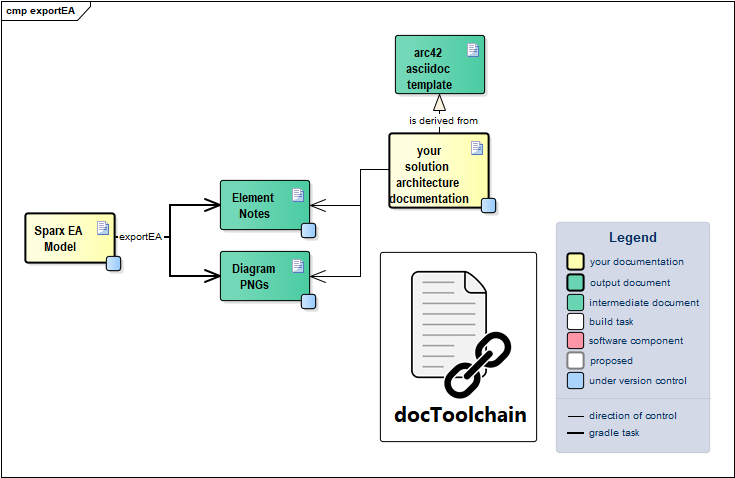 cmp exportEA
arc42
asciidoc
template
is derived from
your
solution
architecture
documentation
Element
Notes
Sparx EA
Model
exportEA
Diagram
PNGs
docToolchain
Legend
your documentation
output document
intermediate document
build task
software component
proposed
under version control
direction of control
gradle task